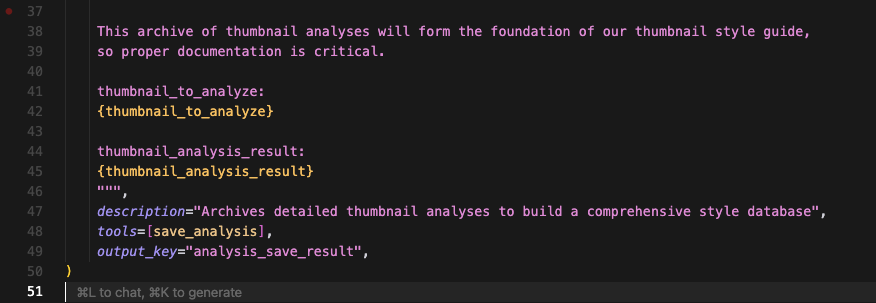 37
38 This archive of thumbnail analyses will form the foundation of our thumbnail style guide,
39 so proper documentation is critical.
40
41 thumbnail_to_analyze:
42 {thumbnail_to_analyze}
43
44 thumbnail_analysis_result:
45 {thumbnail_analysis_result}
46 """,
47 description="Archives detailed thumbnail analyses to build a comprehensive style database",
48 tools=[save_analysis],
49 output_key="analysis_save_result",
50 )
51 ⌘L to chat, ⌘K to generate